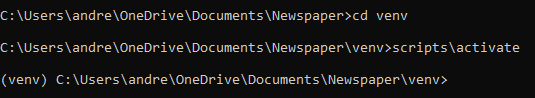 C:\Users\andre\OneDrive\Documents\Newspaper>cd venv
C:\Users\andre\OneDrive\Documents\Newspaper\venv>scripts\activate
(venv) C:\Users\andre\OneDrive\Documents\Newspaper\venv>